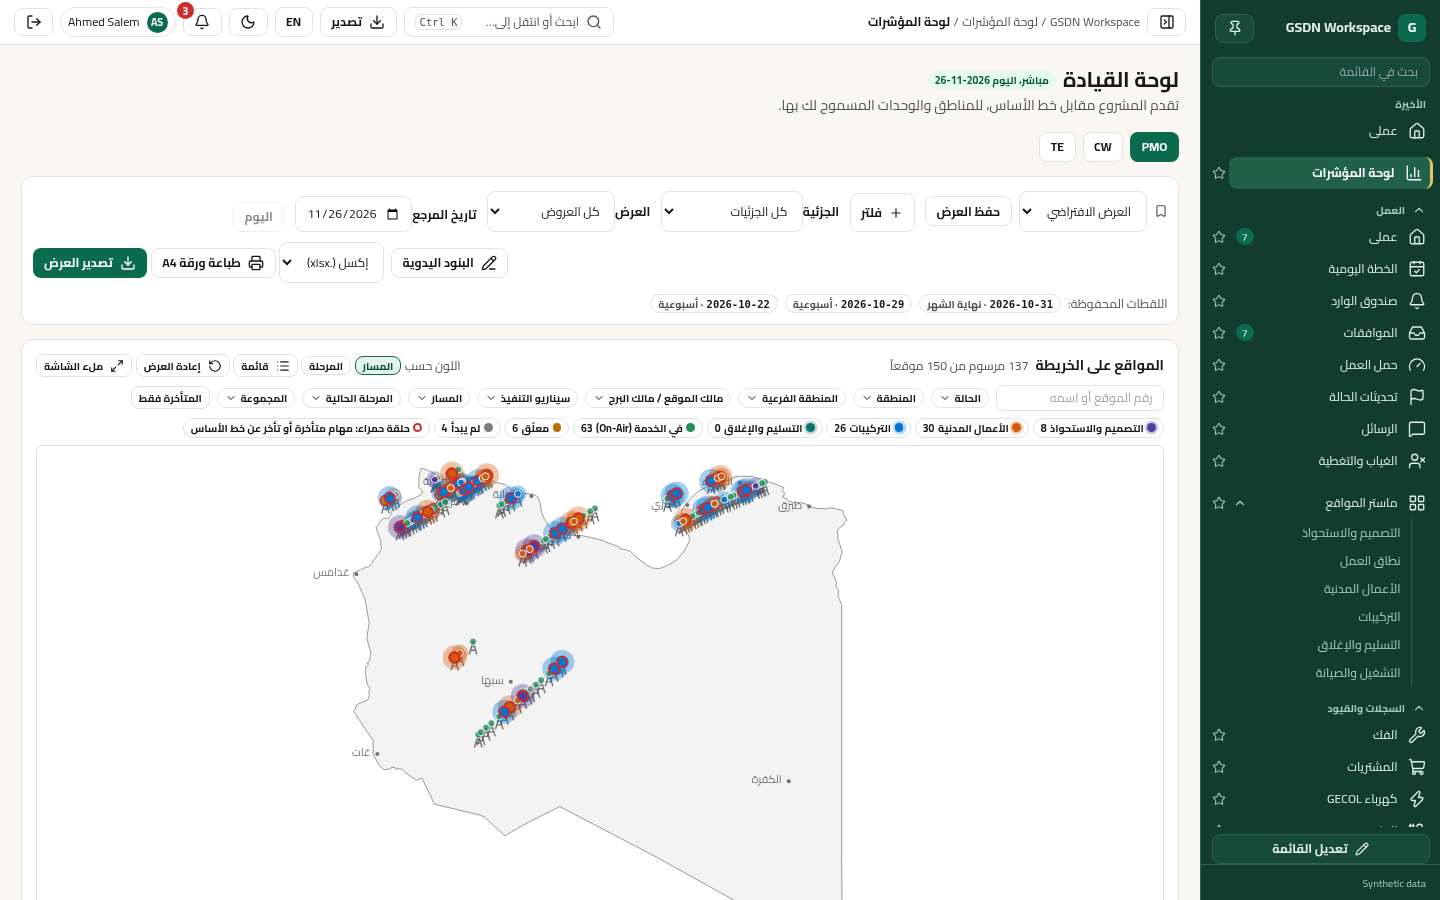 G GSDN Workspace
بحث في القائمة
الأخيرة
عملي
لوحة المؤشرات
العمل
عملي 7
الخطة اليومية
صندوق الوارد
الموافقات 7
حمل العمل
تحديثات الحالة
الرسائل
الغياب والتغطية
ماستر المواقع
التصميم والاستحواذ
نطاق العمل
الأعمال المدنية
التركيبات
التسليم والإغلاق
التشغيل والصيانة
السجلات والقيود
الفك
المشتريات
كهرباء GECOL
تعديل القائمة
Synthetic data
GSDN Workspace / لوحة المؤشرات / لوحة المؤشرات
ابحث أو انتقل إلى... Ctrl K
تصدير
EN
3
AS Ahmed Salem
لوحة القيادة مباشر، اليوم 2026-11-26
تقدم المشروع مقابل خط الأساس، للمناطق والوحدات المسموح لك بها.
PMO CW TE
العرض الافتراضي حفظ العرض فلتر الجزئية كل الجزئيات العرض كل العروض تاريخ المرجع 11/26/2026 اليوم
البنود اليدوية إكسل (.xlsx) طباعة ورقة A4 تصدير العرض
اللقطات المحفوظة: 2026-10-31 · نهاية الشهر 2026-10-29 · أسبوعية 2026-10-22 · أسبوعية
المواقع على الخريطة 137 مرسوم من 150 موقعاً اللون حسب المسار المرحلة قائمة إعادة العرض ملء الشاشة
رقم الموقع أو اسمه الحالة المنطقة المنطقة الفرعية مالك الموقع / مالك البرج سيناريو التنفيذ المسار المرحلة الحالية المجموعة المتأخرة فقط
التصميم والاستحواذ 8 الأعمال المدنية 30 التركيبات 26 التسليم والإغلاق 0 في الخدمة (On-Air) 63 معلّق 6 لم يبدأ 4 حلقة حمراء: مهام متأخرة أو تأخر عن خط الأساس
طبرق
غدامس
سبها
غات
الكفرة